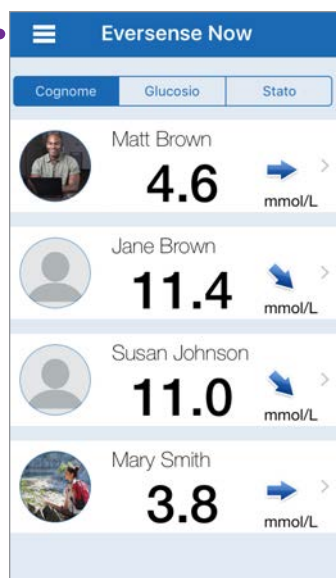 Eversense Now
Cognome Glucosio Stato
Matt Brown
4.6
mmol/L
Jane Brown
11.4
mmol/L
Susan Johnson
11.0
mmol/L
Mary Smith
3.8
mmol/L